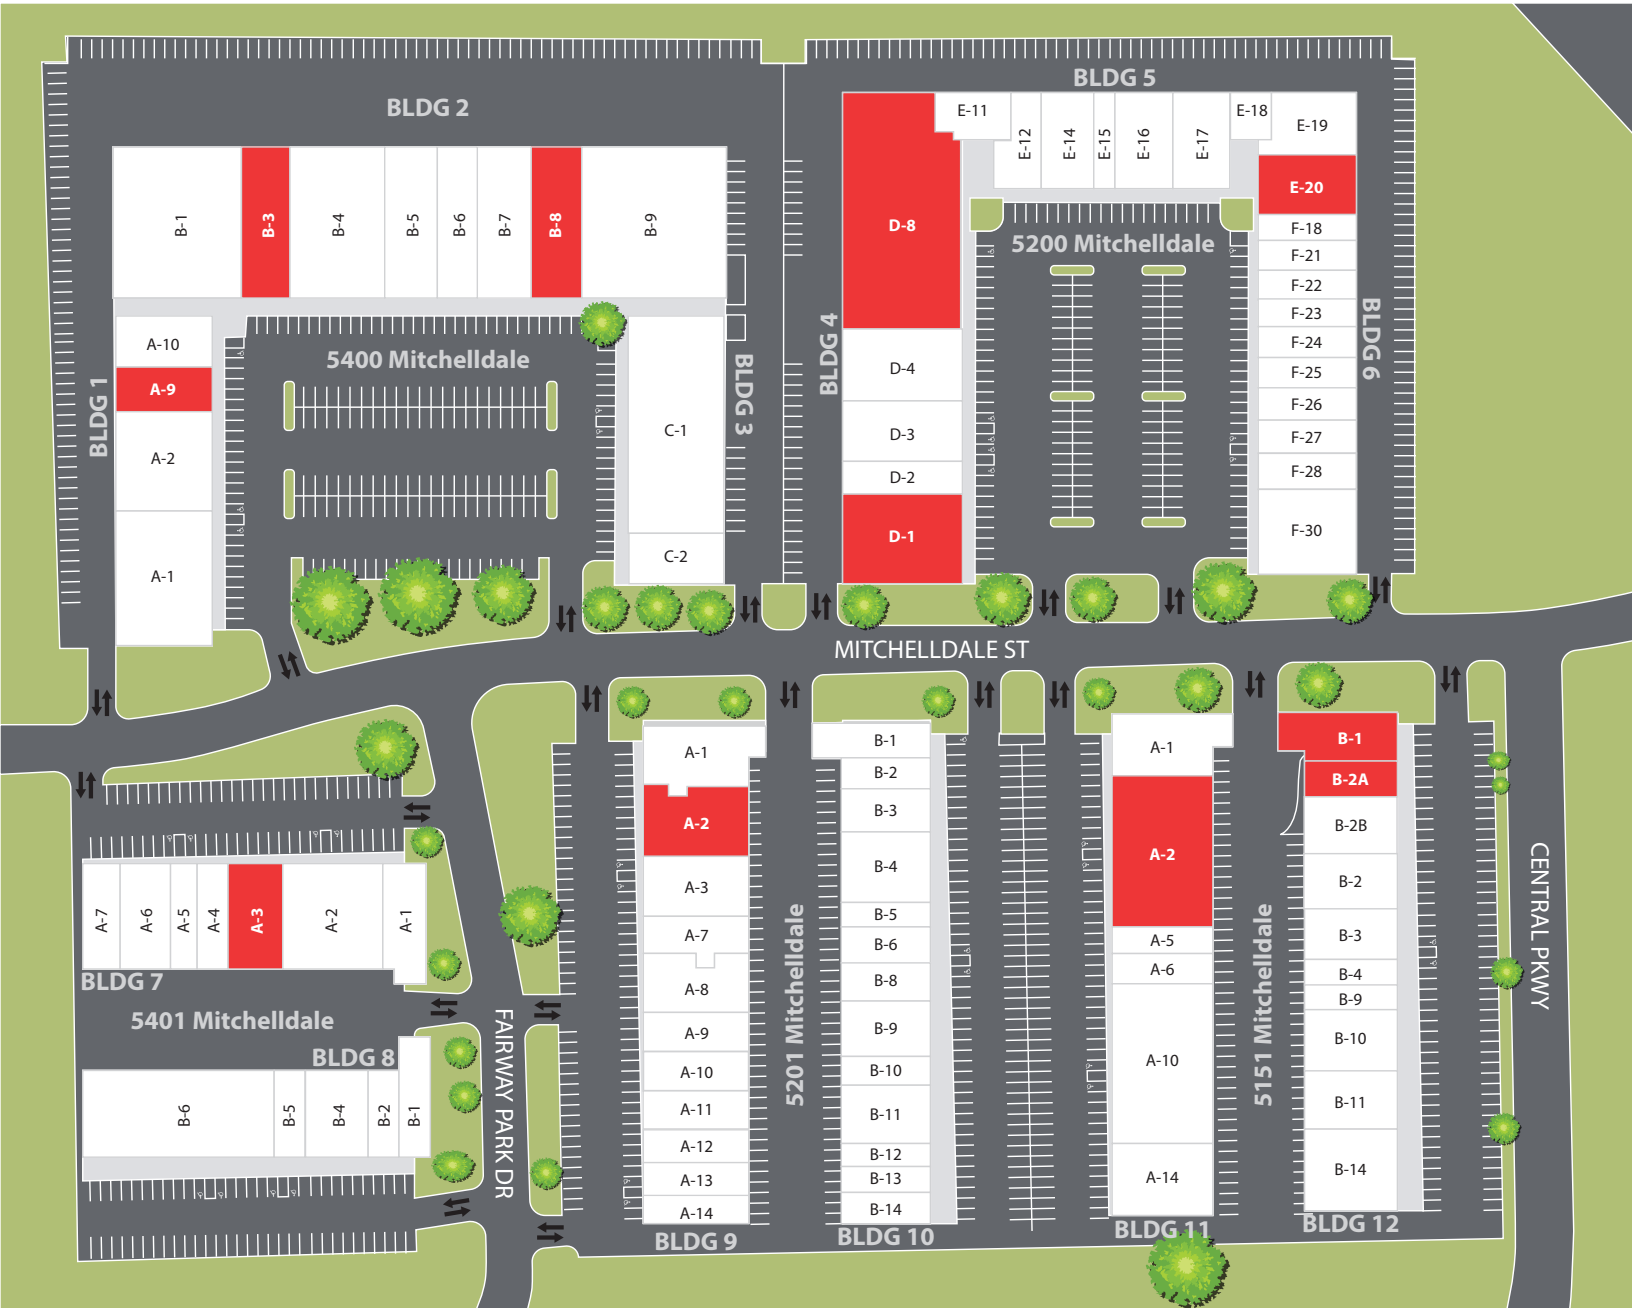 BLDG 2
B-1
B-3
B-4
B-5
B-6
B-7
B-8
B-9
BLDG 1
A-10
A-9
A-2
A-1
5400 Mitchelldale
C-1
C-2
BLDG 3
BLDG 4
D-8
D-4
D-3
D-2
D-1
BLDG 5
E-11
E-12
E-14
E-15
E-16
E-17
E-18
E-19
E-20
5200 Mitchelldale
F-18
F-21
F-22
F-23
F-24
F-25
F-26
F-27
F-28
F-30
BLDG 6
MITCHELLDALE ST
A-7
A-6
A-5
A-4
A-3
A-2
A-1
BLDG 7
5401 Mitchelldale
BLDG 8
B-6
B-5
B-4
B-2
B-1
FAIRWAY PARK DR
A-1
A-2
A-3
A-7
A-8
A-9
A-10
A-11
A-12
A-13
A-14
BLDG 9
5201 Mitchelldale
B-1
B-2
B-3
B-4
B-5
B-6
B-8
B-9
B-10
B-11
B-12
B-13
B-14
BLDG 10
A-1
A-2
A-5
A-6
A-10
A-14
BLDG 11
5151 Mitchelldale
B-1
B-2A
B-2B
B-2
B-3
B-4
B-9
B-10
B-11
B-14
BLDG 12
CENTRAL PKWY